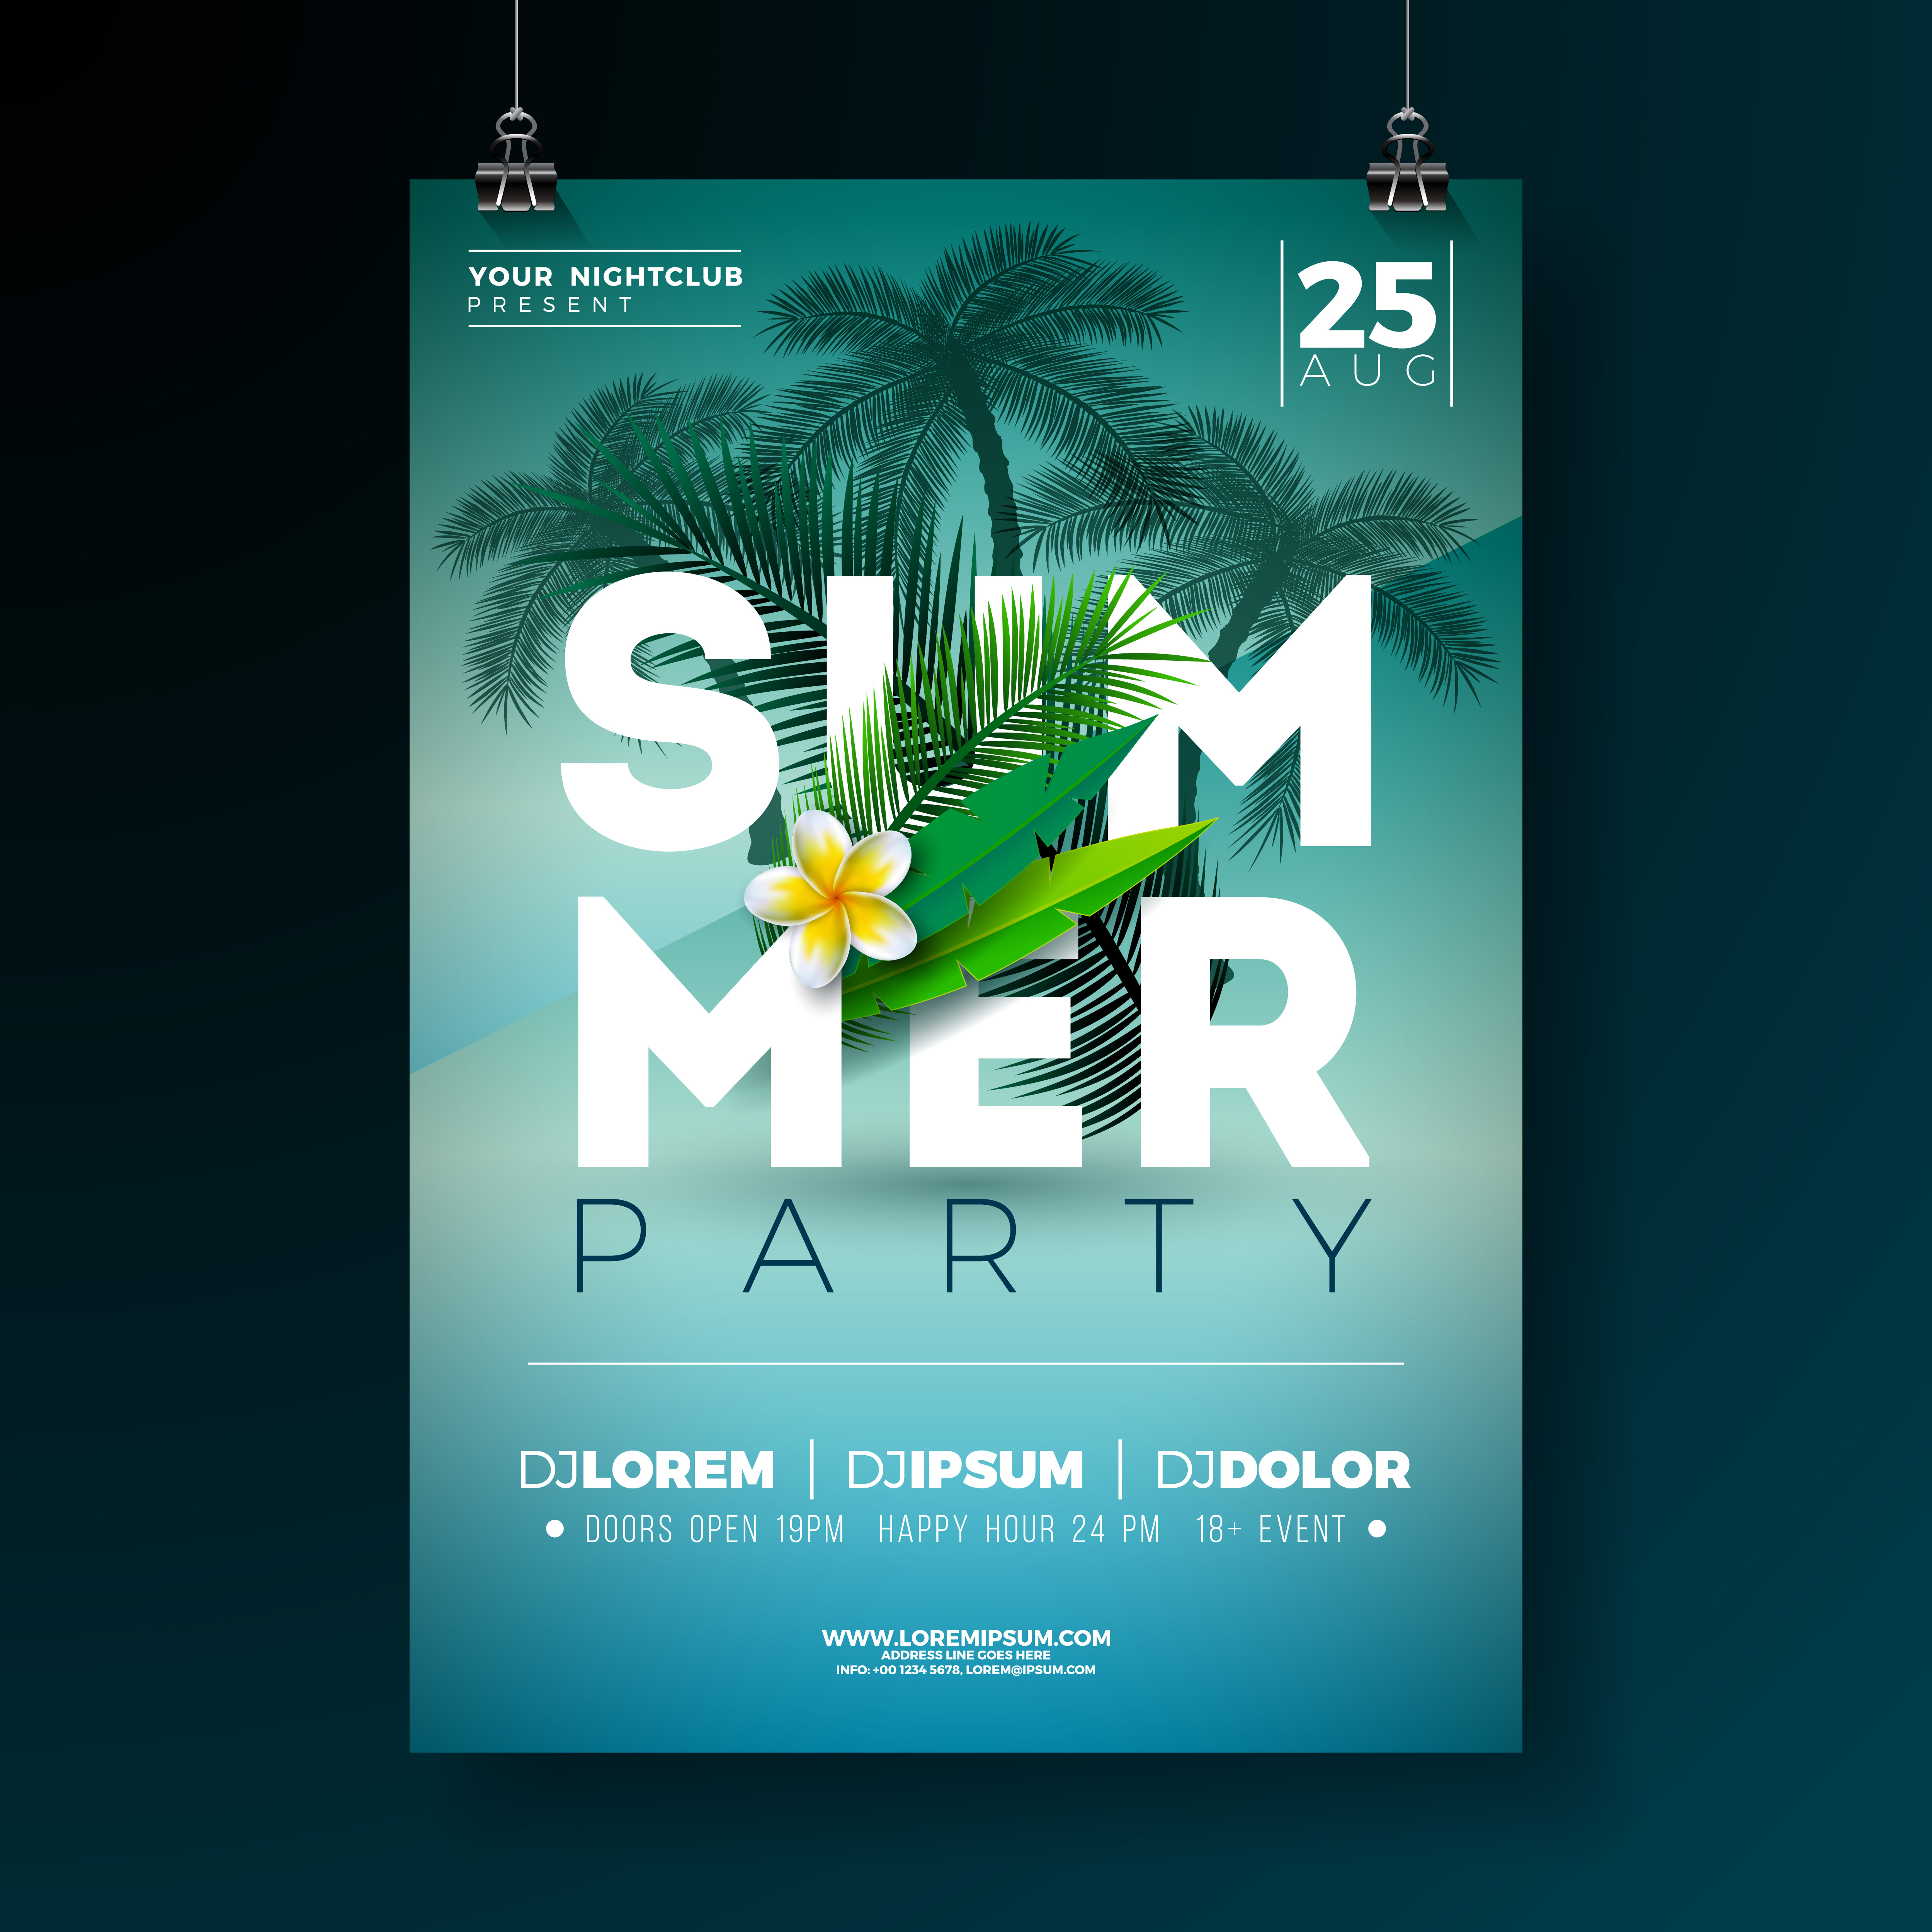 YOUR NIGHTCLUB
PRESENT
25
AUG
SUM
MER
PARTY
DJLOREM | DJIPSUM | DJDOLOR
• DOORS OPEN 19PM HAPPY HOUR 24 PM 18+ EVENT •
WWW.LOREMIPSUM.COM
ADDRESS LINE GOES HERE
INFO: +00 1234 5678, LOREM@IPSUM.COM